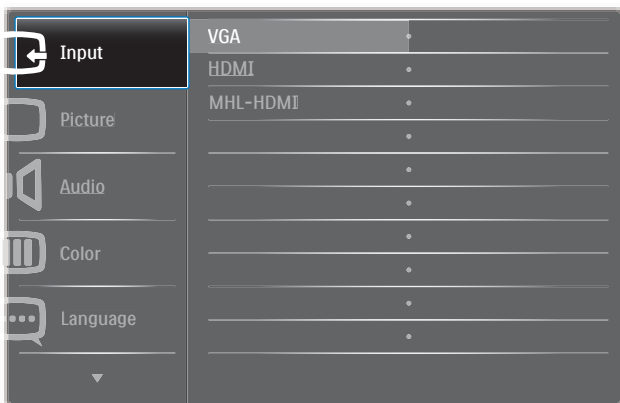 Input
Picture
Audio
Color
Language
VGA
HDMI
MHL-HDMI